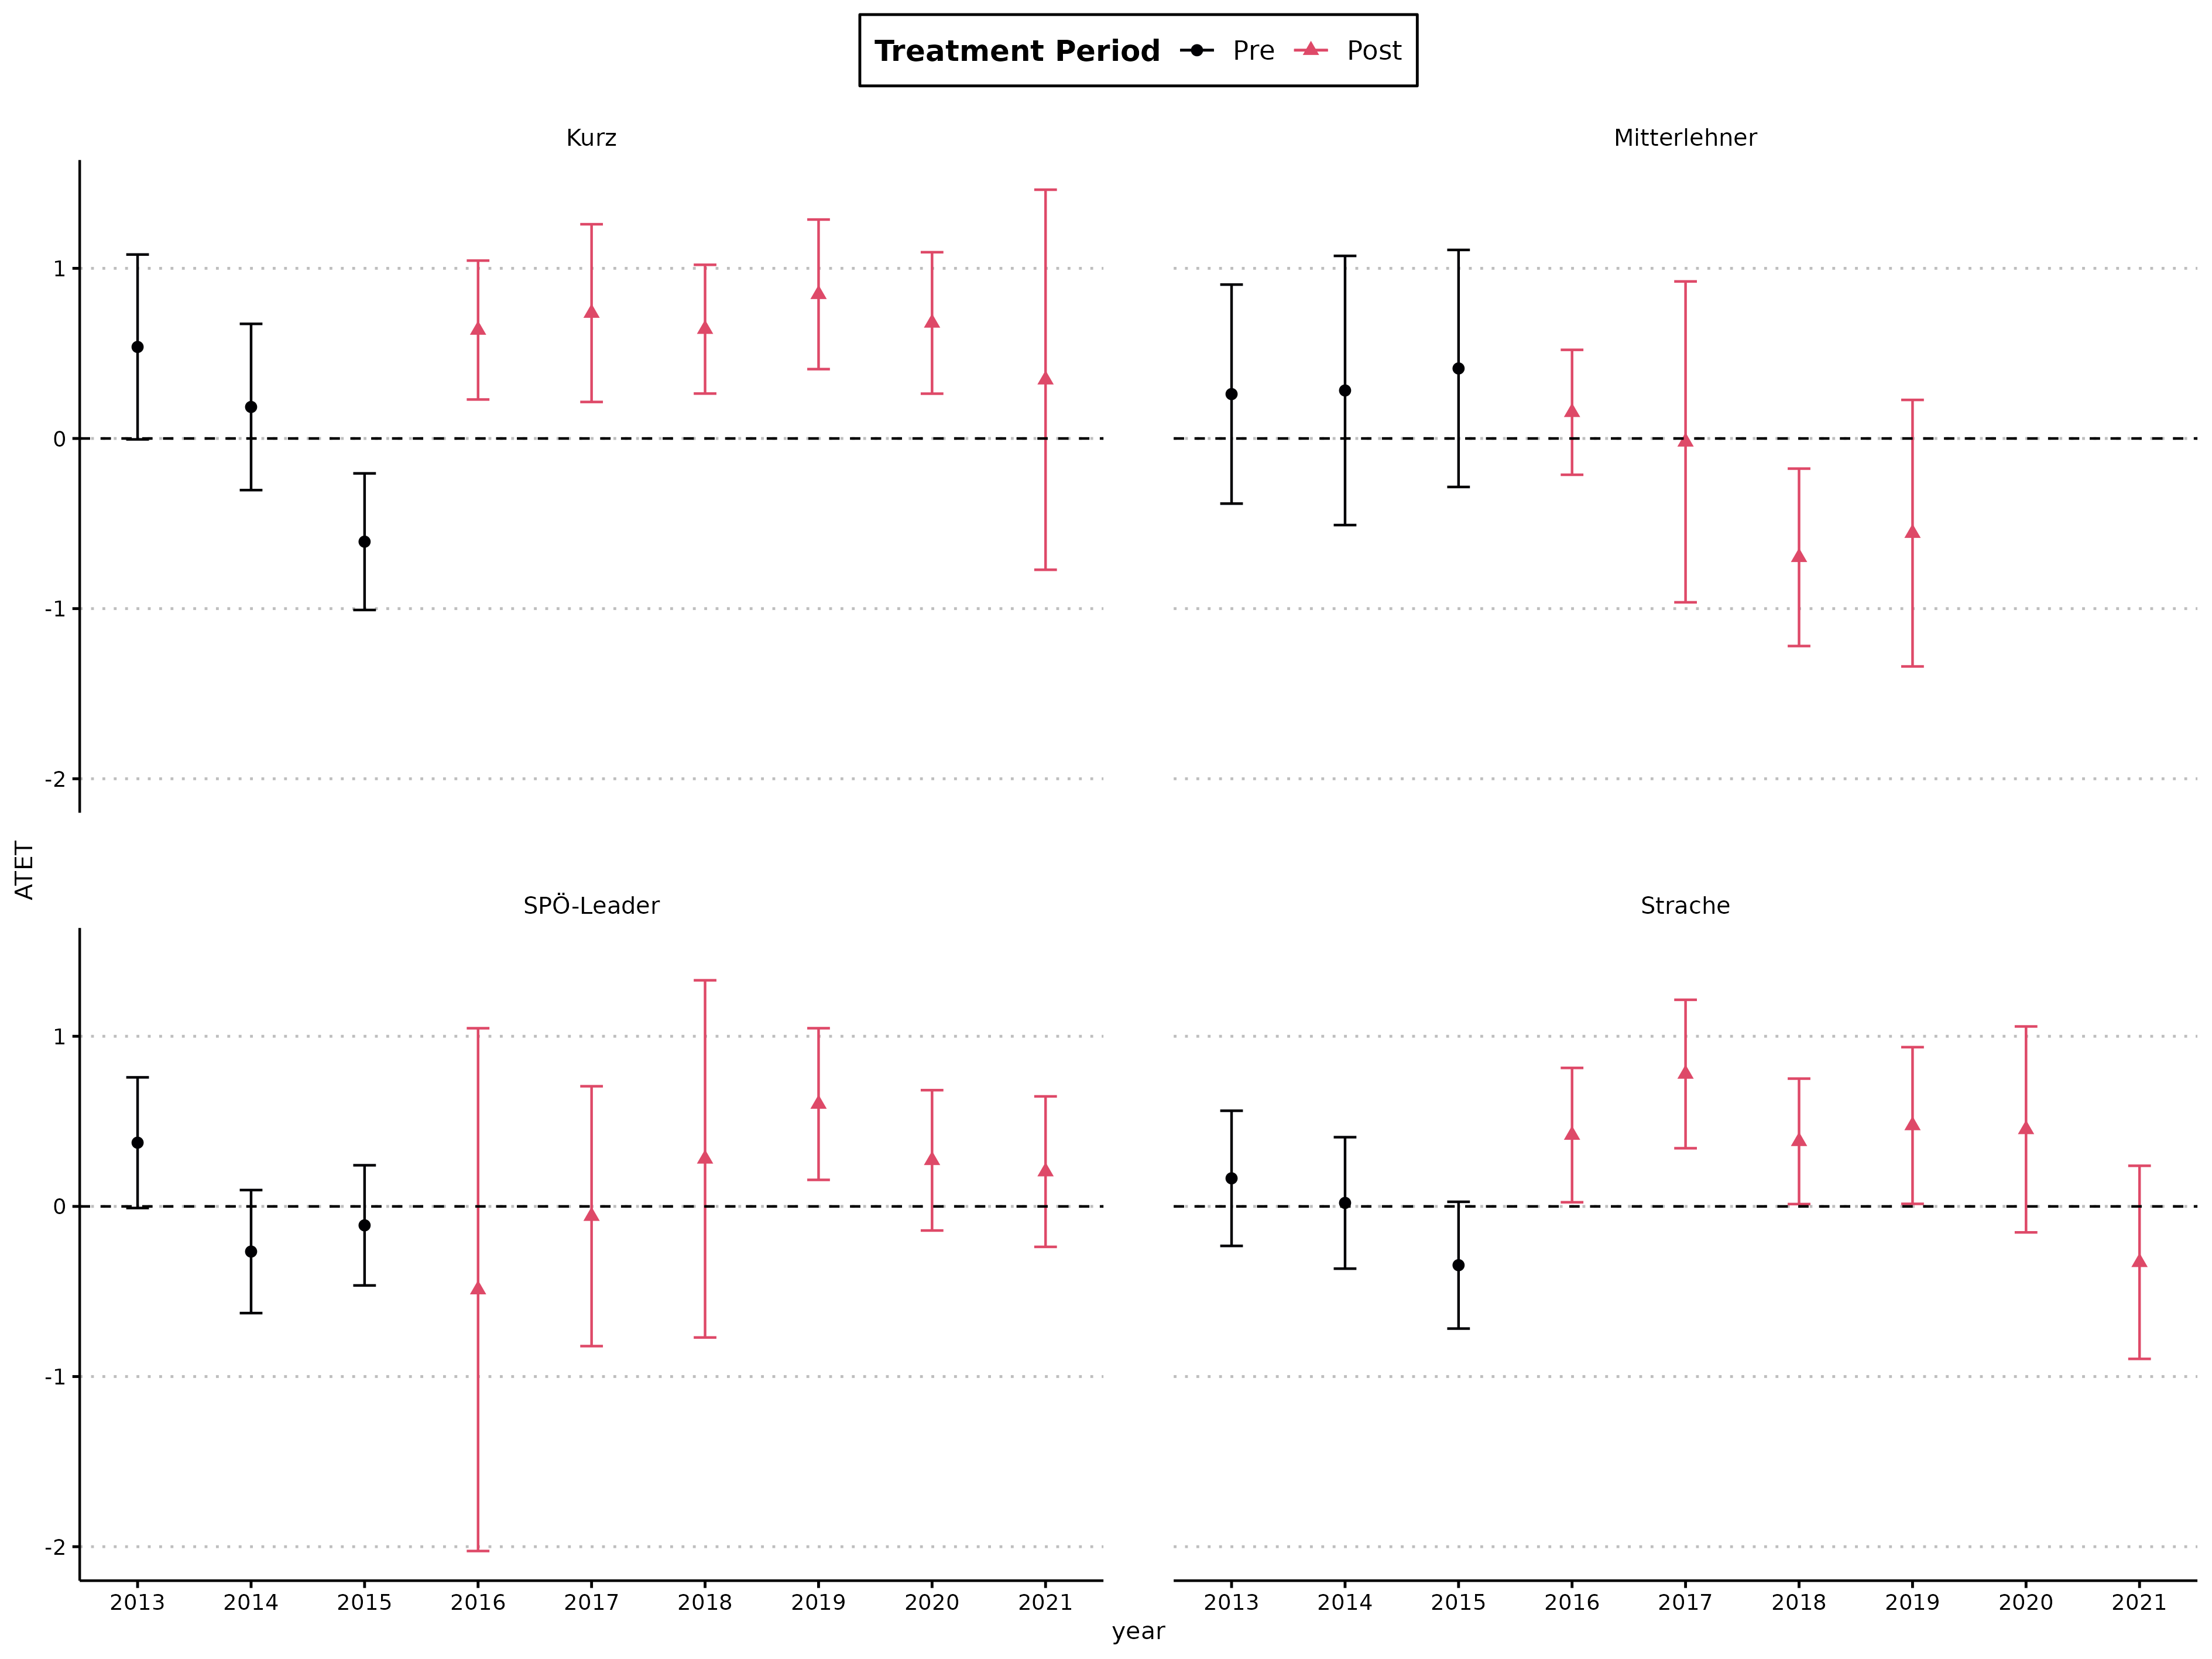 Treatment Period Pre Post
Kurz
Mitterlehner
1
0
-1
-2
ATET
SPÖ-Leader
Strache
1
0
-1
-2
2013 2014 2015 2016 2017 2018 2019 2020 2021
2013 2014 2015 2016 2017 2018 2019 2020 2021
year